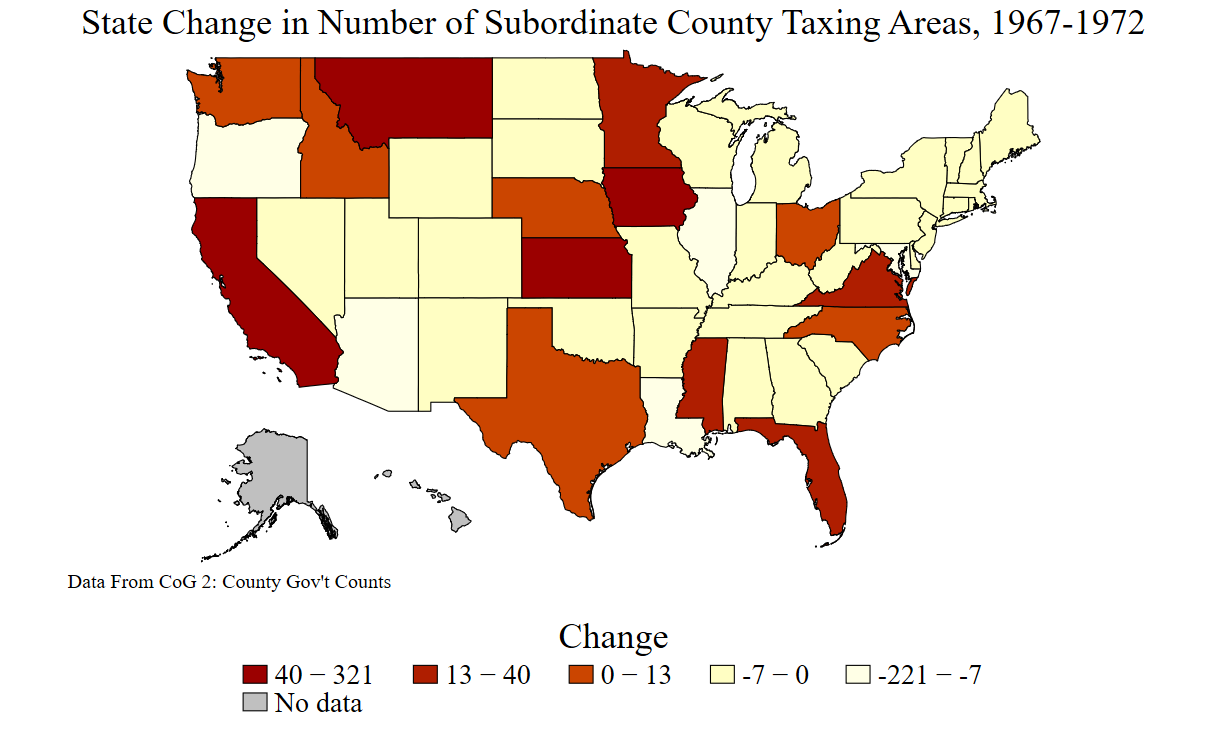 State Change in Number of Subordinate County Taxing Areas, 1967-1972
Data From CoG 2: County Gov't Counts
Change
40 − 321 13 − 40 0 − 13 -7 − 0 -221 − -7
No data